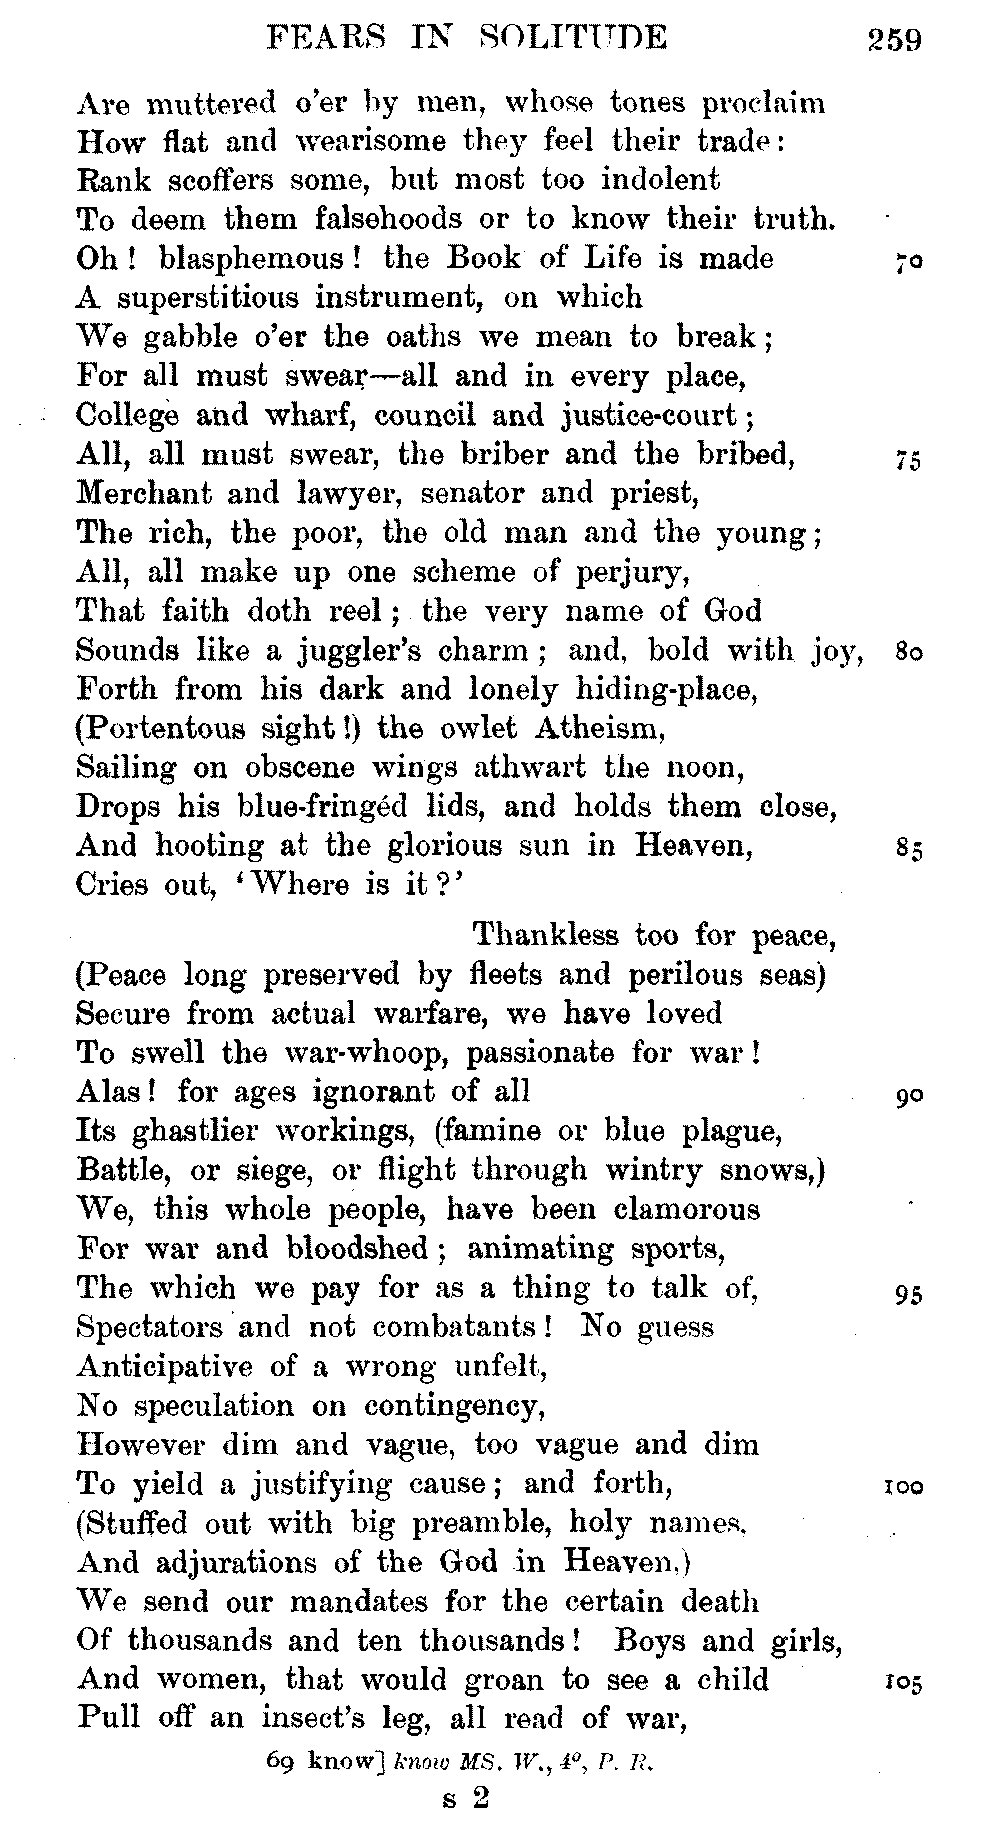 FEARS IN SOLITUDE 259
Are muttered o'er by men, whose tones proclaim
How flat and wearisome they feel their trade:
Rank scoffers some, but most too indolent
To deem them falsehoods or to know their truth.
Oh! blasphemous! the Book of Life is made 70
A superstitious instrument, on which
We gabble o'er the oaths we mean to break;
For all must swear—all and in every place,
College and wharf, council and justice-court;
All, all must swear, the briber and the bribed, 75
Merchant and lawyer, senator and priest,
The rich, the poor, the old man and the young;
All, all make up one scheme of perjury,
That faith doth reel; the very name of God
Sounds like a juggler's charm; and, bold with joy, 80
Forth from his dark and lonely hiding-place,
(Portentous sight!) the owlet Atheism,
Sailing on obscene wings athwart the noon,
Drops his blue-fringéd lids, and holds them close,
And hooting at the glorious sun in Heaven, 85
Cries out, 'Where is it?'
Thankless too for peace,
(Peace long preserved by fleets and perilous seas)
Secure from actual warfare, we have loved
To swell the war-whoop, passionate for war!
Alas! for ages ignorant of all 90
Its ghastlier workings, (famine or blue plague,
Battle, or siege, or flight through wintry snows,)
We, this whole people, have been clamorous
For war and bloodshed; animating sports,
The which we pay for as a thing to talk of, 95
Spectators and not combatants! No guess
Anticipative of a wrong unfelt,
No speculation on contingency,
However dim and vague, too vague and dim
To yield a justifying cause; and forth, 100
(Stuffed out with big preamble, holy names,
And adjurations of the God in Heaven,)
We send our mandates for the certain death
Of thousands and ten thousands! Boys and girls,
And women, that would groan to see a child 105
Pull off an insect's leg, all read of war,
69 know] know MS. W., 4º, P. R.
S 2